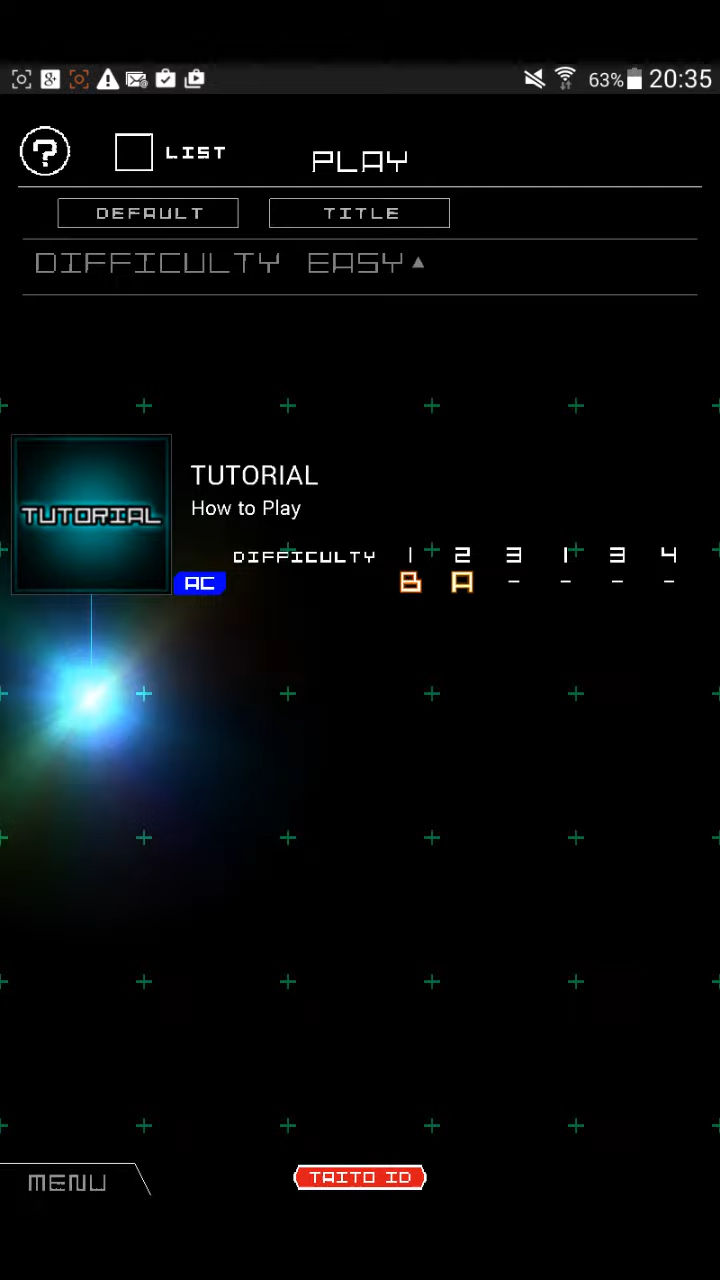 63% 20:35
? LIST PLAY
DEFAULT TITLE
DIFFICULTY EASY▲
TUTORIAL
TUTORIAL
How to Play
DIFFICULTY 1 2 3 1 3 4
AC B A - - - -
MENU TAITO ID